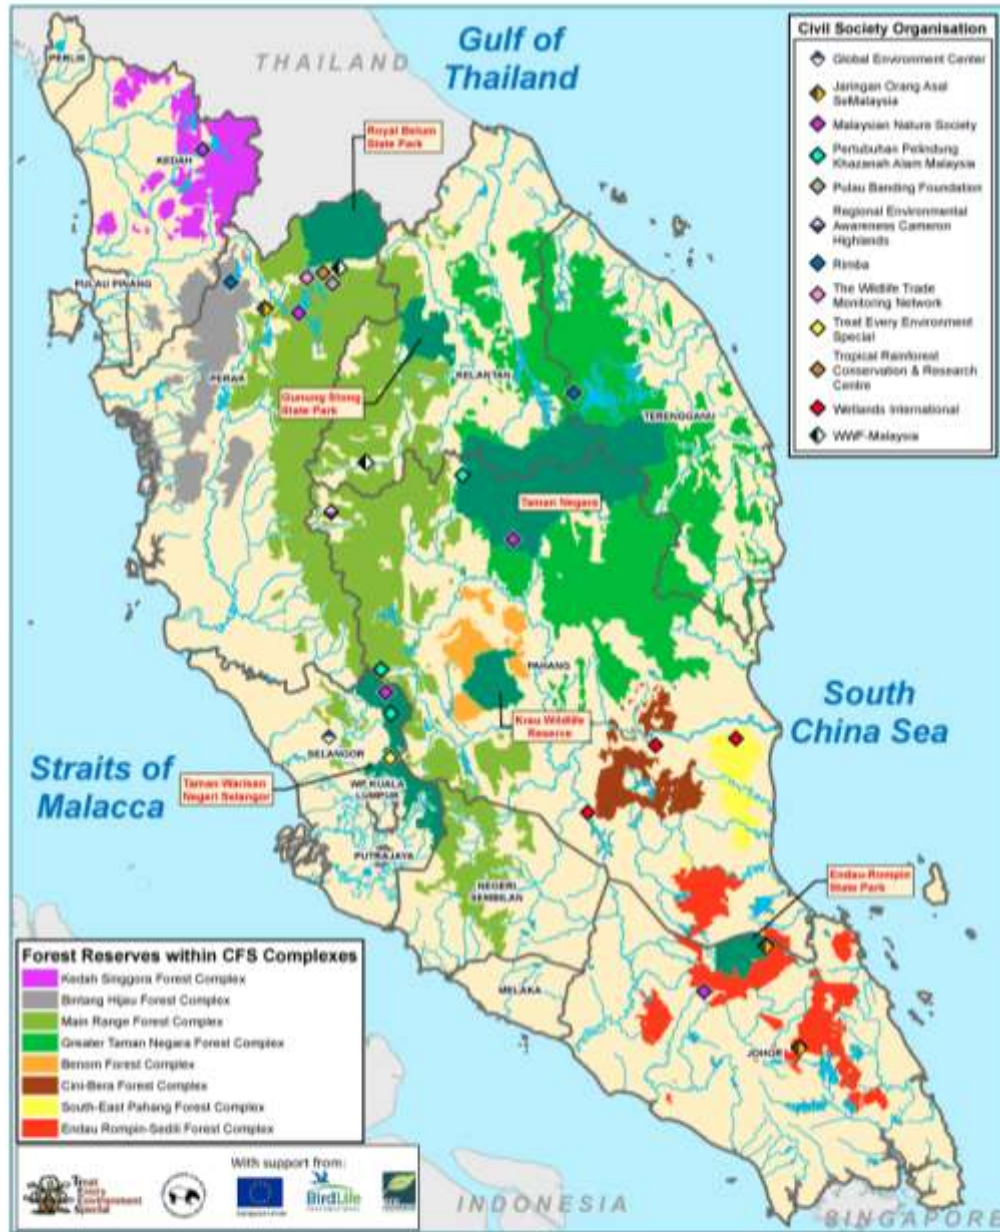 Gulf of
Thailand
THAILAND
PERLIS
KEDAH
PULAU PINANG
Royal Belum
State Park
PERAK
Gunung Stong
State Park
KELANTAN
TERENGGANU
Taman Negara
PAHANG
Krau Wildlife
Reserve
SELANGOR
Taman Warisan
Negeri Selangor
WP. KUALA
LUMPUR
PUTRAJAYA
NEGERI
SEMBILAN
MELAKA
Endau-Rompin
State Park
JOHOR
South
China Sea
Straits of
Malacca
INDONESIA
SINGAPORE
Civil Society Organisation
Global Environment Center
Jaringan Orang Asal
SeMalaysia
Malaysian Nature Society
Pertubuhan Pelindung
Khazanah Alam Malaysia
Pulau Banding Foundation
Regional Environmental
Awareness Cameron
Highlands
Rimba
The Wildlife Trade
Monitoring Network
Treat Every Environment
Special
Tropical Rainforest
Conservation & Research
Centre
Wetlands International
WWF-Malaysia
Forest Reserves within CFS Complexes
Kedah Singgora Forest Complex
Bintang Hijau Forest Complex
Main Range Forest Complex
Greater Taman Negara Forest Complex
Benom Forest Complex
Cini-Bera Forest Complex
South-East Pahang Forest Complex
Endau Rompin-Sedili Forest Complex
With support from:
Treat
Every
Environment
Special
BirdLife
INTERNATIONAL